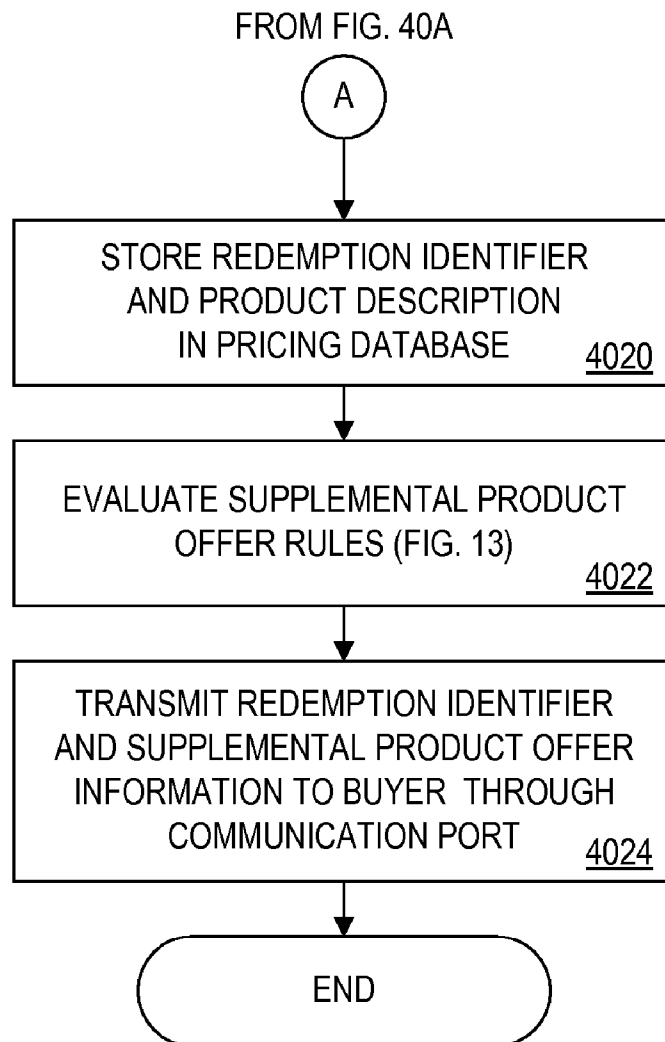 FROM FIG. 40A
A
STORE REDEMPTION IDENTIFIER
AND PRODUCT DESCRIPTION
IN PRICING DATABASE
4020
EVALUATE SUPPLEMENTAL PRODUCT
OFFER RULES (FIG. 13)
4022
TRANSMIT REDEMPTION IDENTIFIER
AND SUPPLEMENTAL PRODUCT OFFER
INFORMATION TO BUYER THROUGH
COMMUNICATION PORT
4024
END